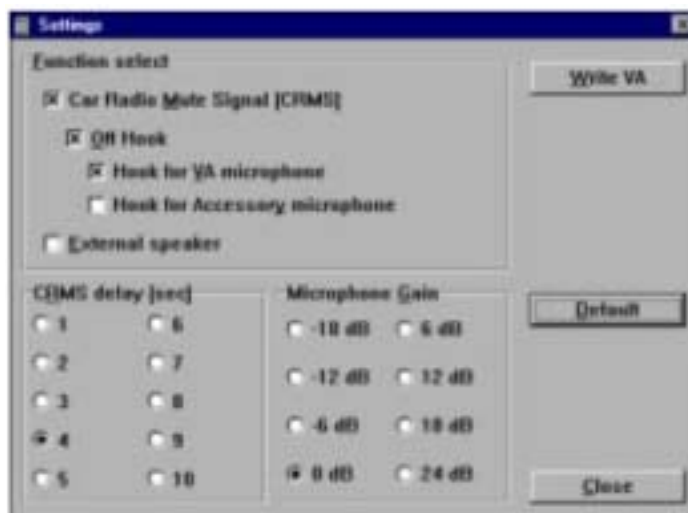 Settings
Function select
Car Radio Mute Signal [CRMS]
Off Hook
Hook for VA microphone
Hook for Accessory microphone
External speaker
Write VA
CRMS delay [sec]
1 6
2 7
3 8
4 9
5 10
Microphone Gain
-18 dB 6 dB
-12 dB 12 dB
-6 dB 18 dB
0 dB 24 dB
Default
Close